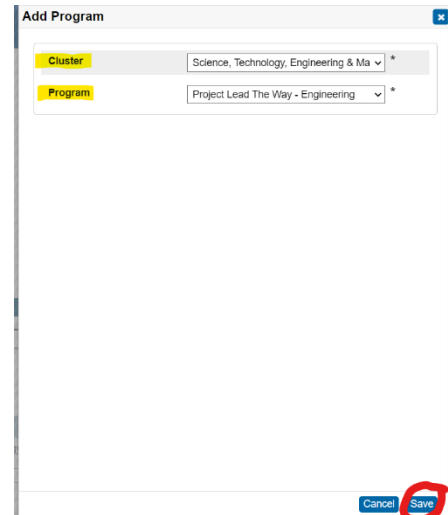 Add Program
Cluster Science, Technology, Engineering & Ma *
Program Project Lead The Way - Engineering *
Cancel Save